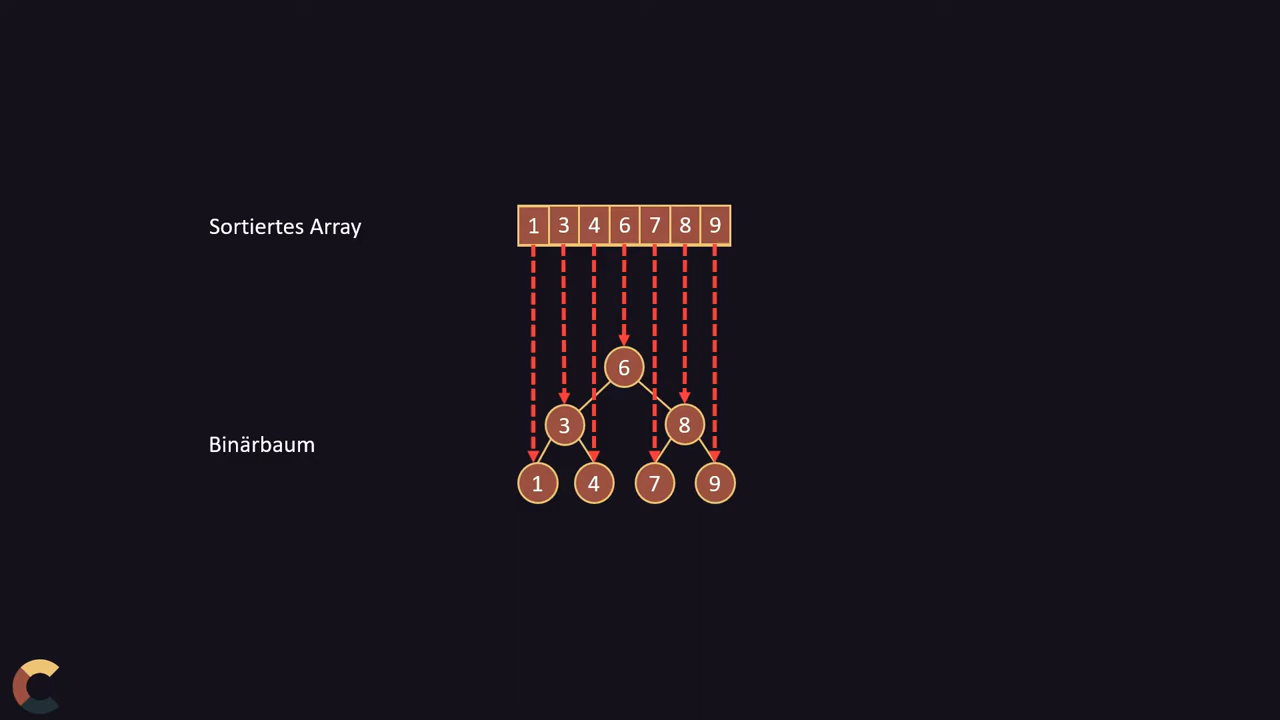 Sortiertes Array
1 3 4 6 7 8 9
6
3 8
Binärbaum
1 4 7 9